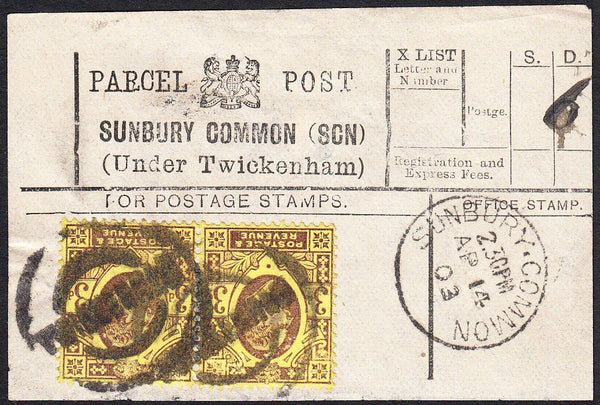 PARCEL POST
SUNBURY COMMON (SCN)
(Under Twickenham)
X LIST
Letter and
Number
Postge.
S. D.
6
Registration and
Express Fees.
FOR POSTAGE STAMPS.
OFFICE STAMP.
POSTAGE &
REVENUE
POSTAGE &
REVENUE
SUNBURY·COMMON
2.30PM
AP 14
03